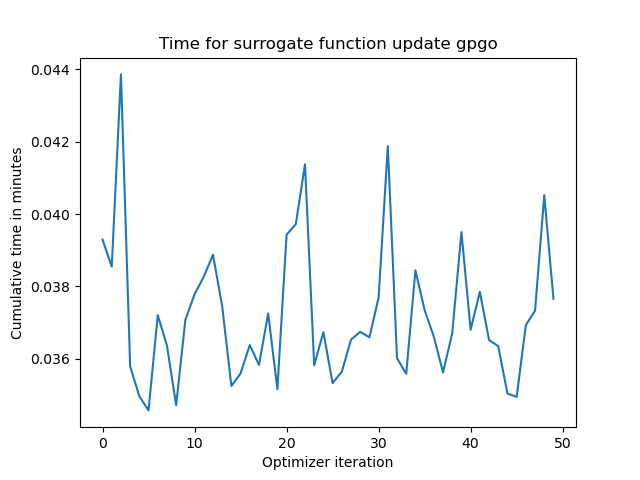 Time for surrogate function update gpgo
Cumulative time in minutes
0.044
0.042
0.040
0.038
0.036
0 10 20 30 40 50
Optimizer iteration